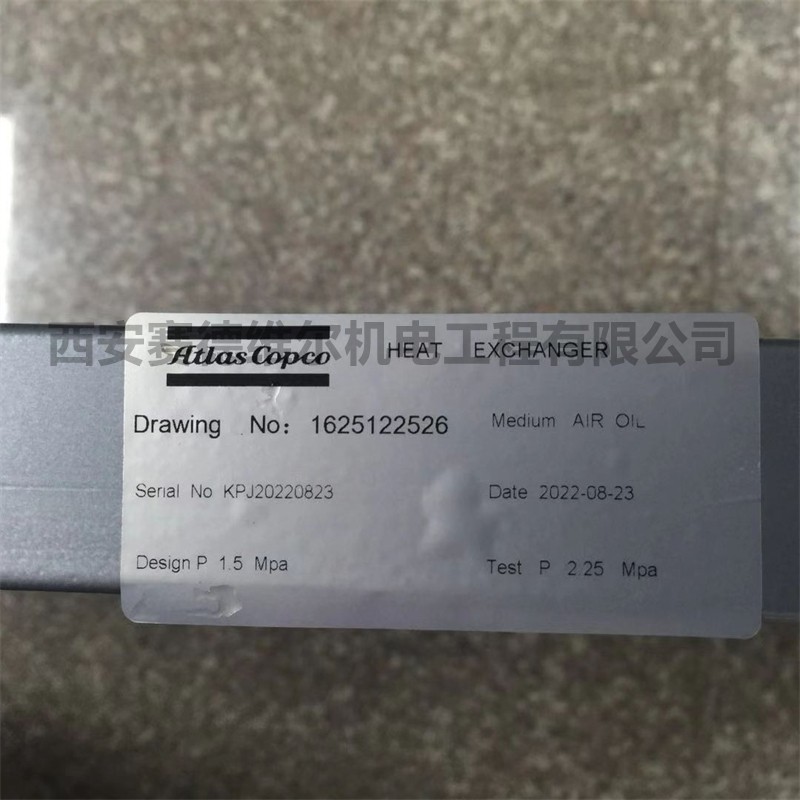 西安赛德维尔机电工程有限公司
Atlas Copco HEAT EXCHANGER
Drawing No: 1625122526 Medium AIR OIL
Serial No KPJ20220823 Date 2022-08-23
Design P 1.5 Mpa Test P 2.25 Mpa